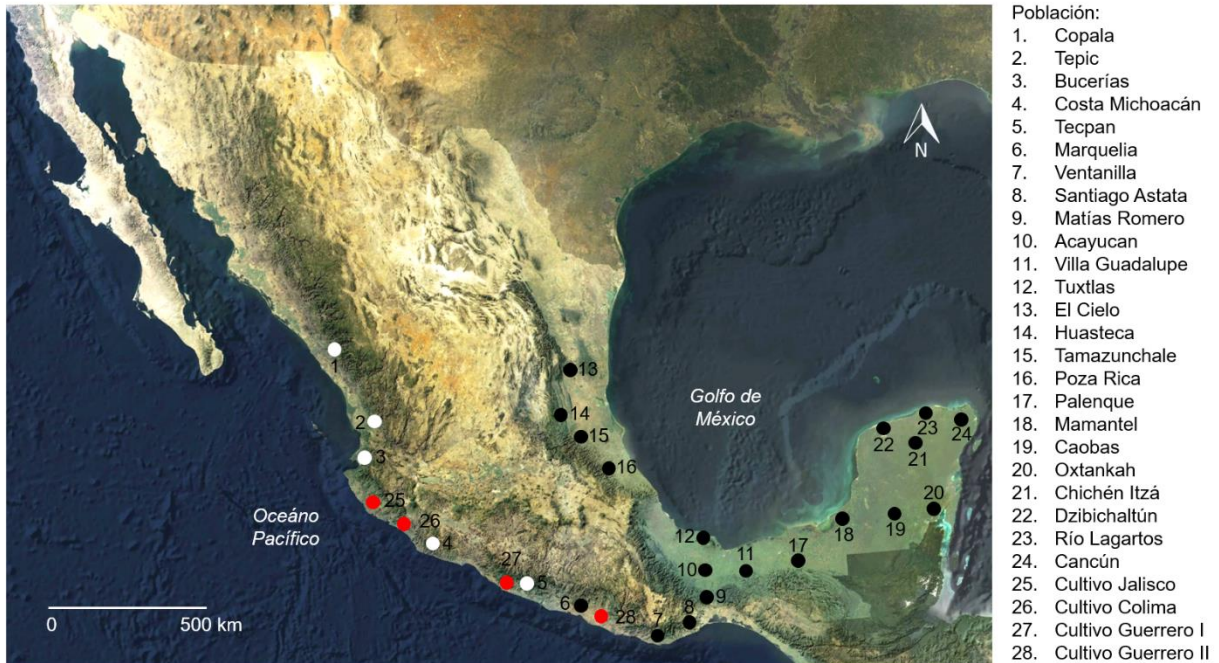 Población:
1. Copala
2. Tepic
3. Bucerías
4. Costa Michoacán
5. Tecpan
6. Marquelia
7. Ventanilla
8. Santiago Astata
9. Matías Romero
10. Acayucan
11. Villa Guadalupe
12. Tuxtlas
13. El Cielo
14. Huasteca
15. Tamazunchale
16. Poza Rica
17. Palenque
18. Mamantel
19. Caobas
20. Oxtankah
21. Chichén Itzá
22. Dzibichaltún
23. Río Lagartos
24. Cancún
25. Cultivo Jalisco
26. Cultivo Colima
27. Cultivo Guerrero I
28. Cultivo Guerrero II
N
Golfo de
México
Oceáno
Pacífico
0 500 km
1
2
3
25
26
4
27
5
6
28
7
8
9
10
11
12
13
14
15
16
17
18
19
20
21
22
23
24